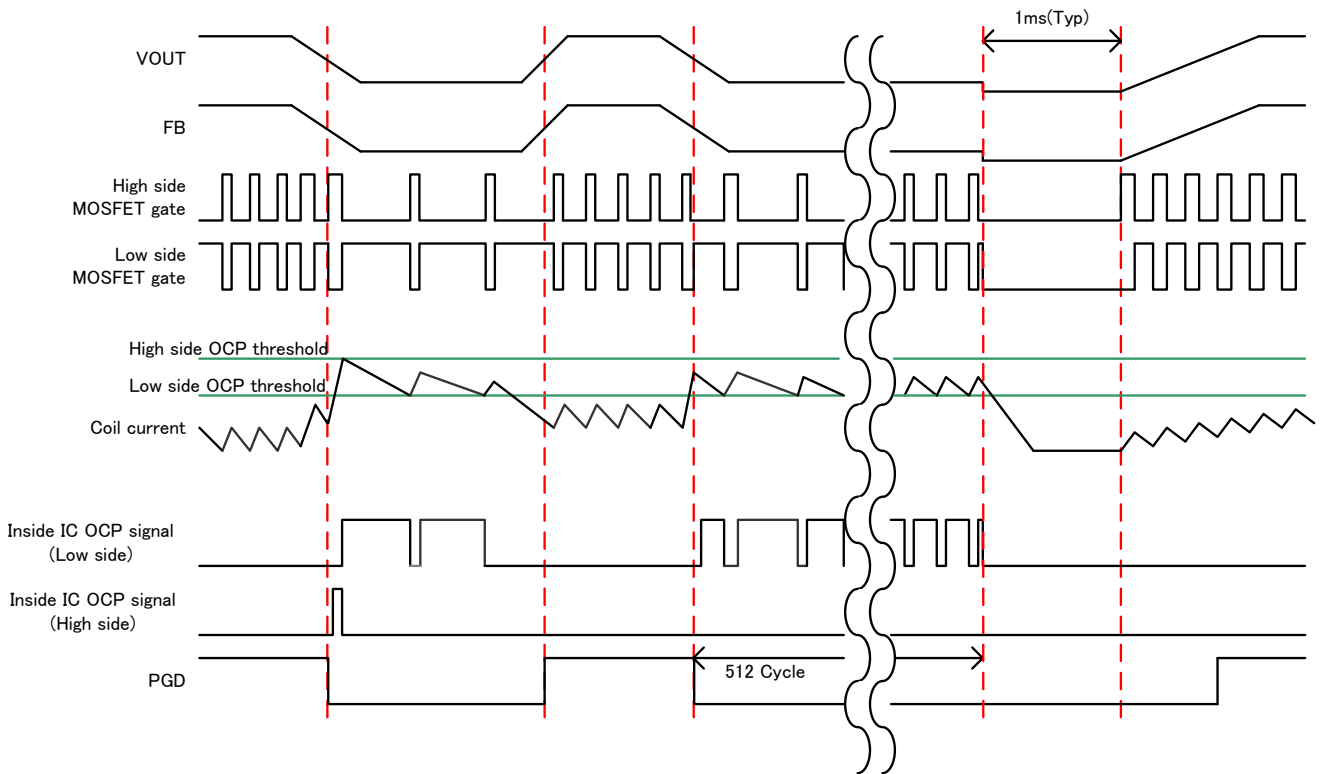 1ms(Typ)
VOUT
FB
High side
MOSFET gate
Low side
MOSFET gate
High side OCP threshold
Low side OCP threshold
Coil current
Inside IC OCP signal
(Low side)
Inside IC OCP signal
(High side)
PGD
512 Cycle